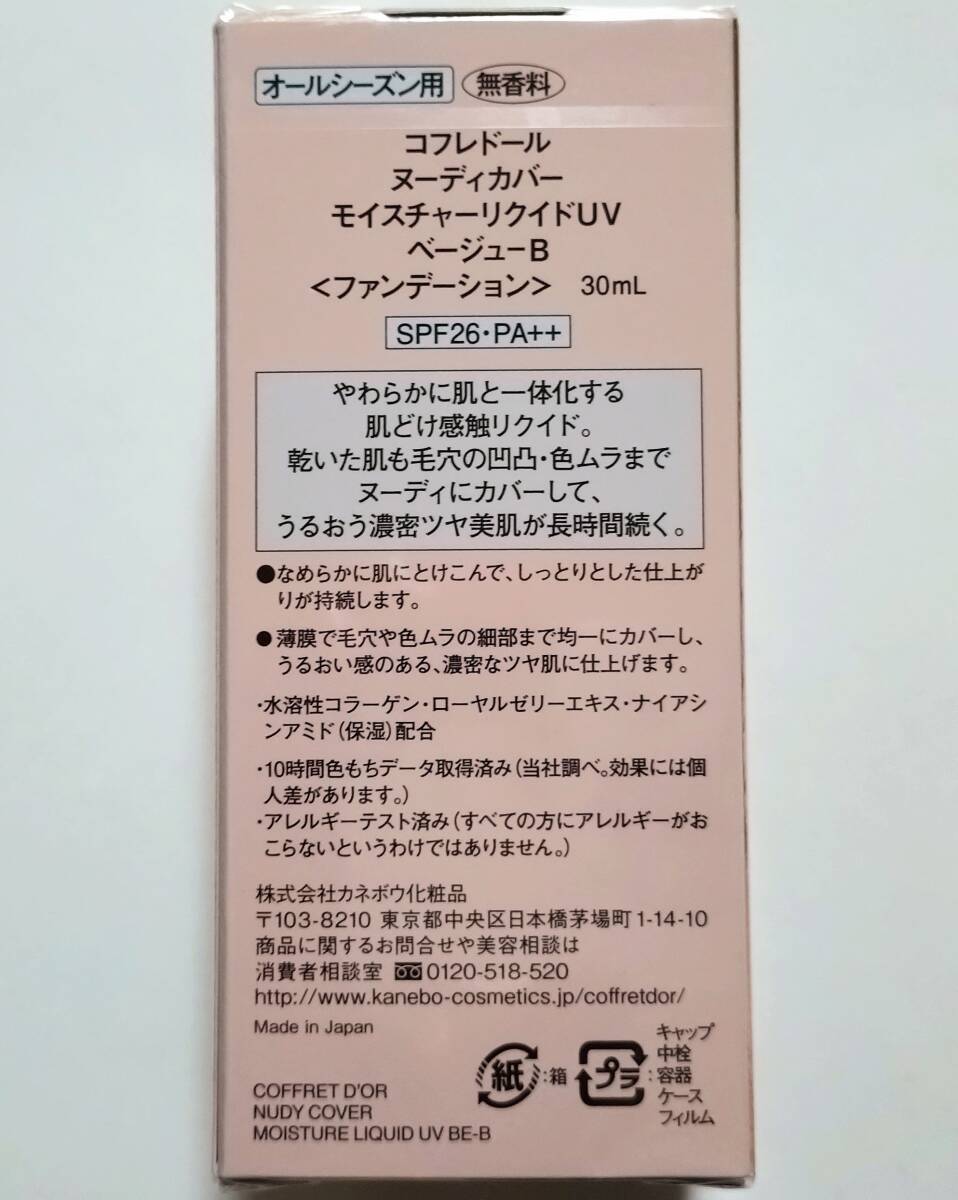 オールシーズン用 無香料
コフレドール
ヌーディカバー
モイスチャーリクイドUV
ベージュ－B
＜ファンデーション＞ 30mL
SPF26・PA++
やわらかに肌と一体化する
肌どけ感触リクイド。
乾いた肌も毛穴の凹凸・色ムラまで
ヌーディにカバーして、
うるおう濃密ツヤ美肌が長時間続く。
●なめらかに肌にとけこんで、しっとりとした仕上が
りが持続します。
●薄膜で毛穴や色ムラの細部まで均一にカバーし、
うるおい感のある、濃密なツヤ肌に仕上げます。
・水溶性コラーゲン・ローヤルゼリーエキス・ナイアシ
ンアミド（保湿）配合
・10時間色もちデータ取得済み（当社調べ。効果には個
人差があります。）
・アレルギーテスト済み（すべての方にアレルギーがお
こらないというわけではありません。）
株式会社カネボウ化粧品
〒103-8210 東京都中央区日本橋茅場町1-14-10
商品に関するお問合せや美容相談は
消費者相談室 0120-518-520
http://www.kanebo-cosmetics.jp/coffretdor/
Made in Japan
紙:箱
プラ:キャップ
中栓
容器
ケース
フィルム
COFFRET D'OR
NUDY COVER
MOISTURE LIQUID UV BE-B